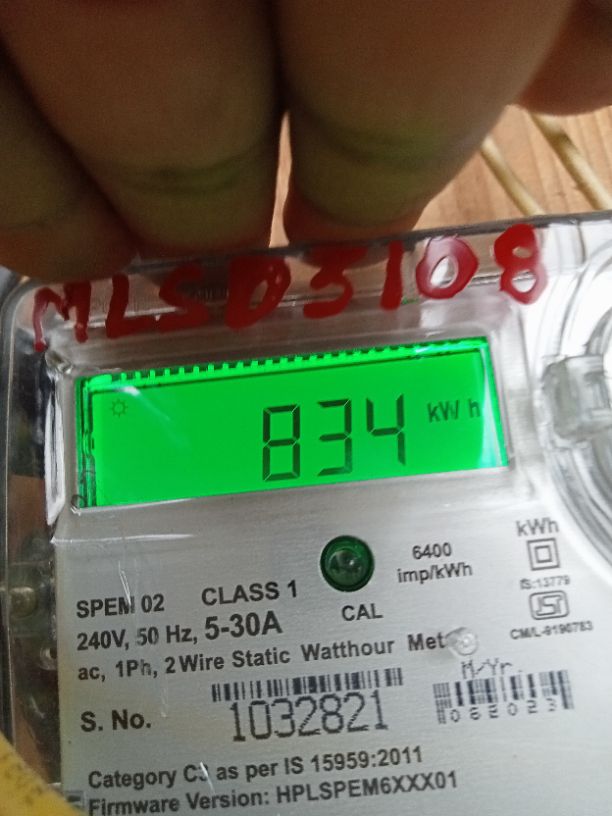 MLSD3108
834 kWh
6400
imp/kWh
kWh
IS:13779
CM/L-9190783
CAL
SPEM 02 CLASS 1
240V, 50 Hz, 5-30A
ac, 1Ph, 2 Wire Static Watthour Met
M/Yr.
062023
S. No. 1032821
Category C3 as per IS 15959:2011
Firmware Version: HPLSPEM6XXX01